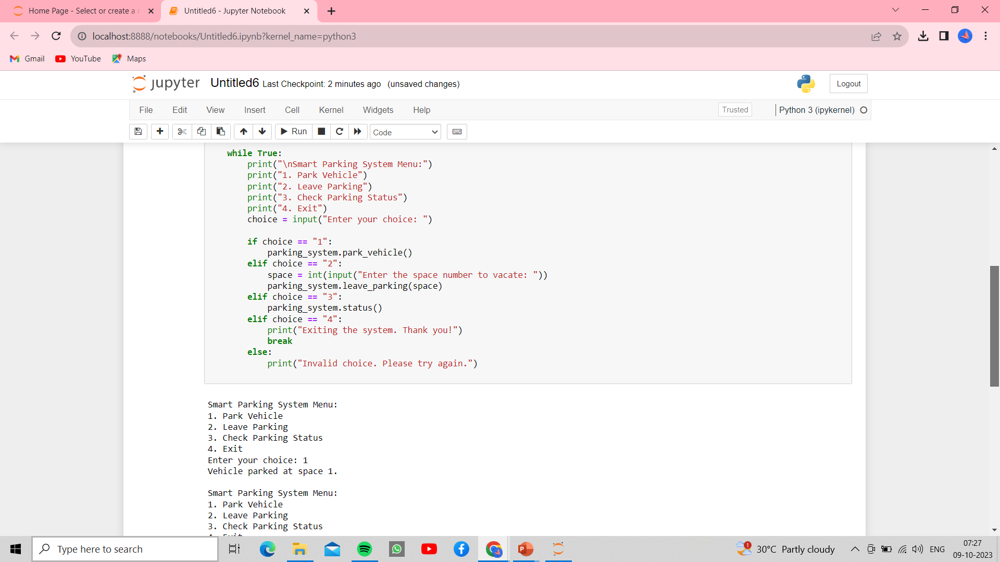 Home Page - Select or create a n
Untitled6 - Jupyter Notebook
localhost:8888/notebooks/Untitled6.ipynb?kernel_name=python3
Gmail YouTube Maps
jupyter Untitled6 Last Checkpoint: 2 minutes ago (unsaved changes) Logout
File Edit View Insert Cell Kernel Widgets Help Trusted Python 3 (ipykernel)
Run Code
while True:
print("\nSmart Parking System Menu:")
print("1. Park Vehicle")
print("2. Leave Parking")
print("3. Check Parking Status")
print("4. Exit")
choice = input("Enter your choice: ")
if choice == "1":
parking_system.park_vehicle()
elif choice == "2":
space = int(input("Enter the space number to vacate: "))
parking_system.leave_parking(space)
elif choice == "3":
parking_system.status()
elif choice == "4":
print("Exiting the system. Thank you!")
break
else:
print("Invalid choice. Please try again.")
Smart Parking System Menu:
1. Park Vehicle
2. Leave Parking
3. Check Parking Status
4. Exit
Enter your choice: 1
Vehicle parked at space 1.
Smart Parking System Menu:
1. Park Vehicle
2. Leave Parking
3. Check Parking Status
4. Exit
Type here to search
1 30°C Partly cloudy ENG 07:27
09-10-2023